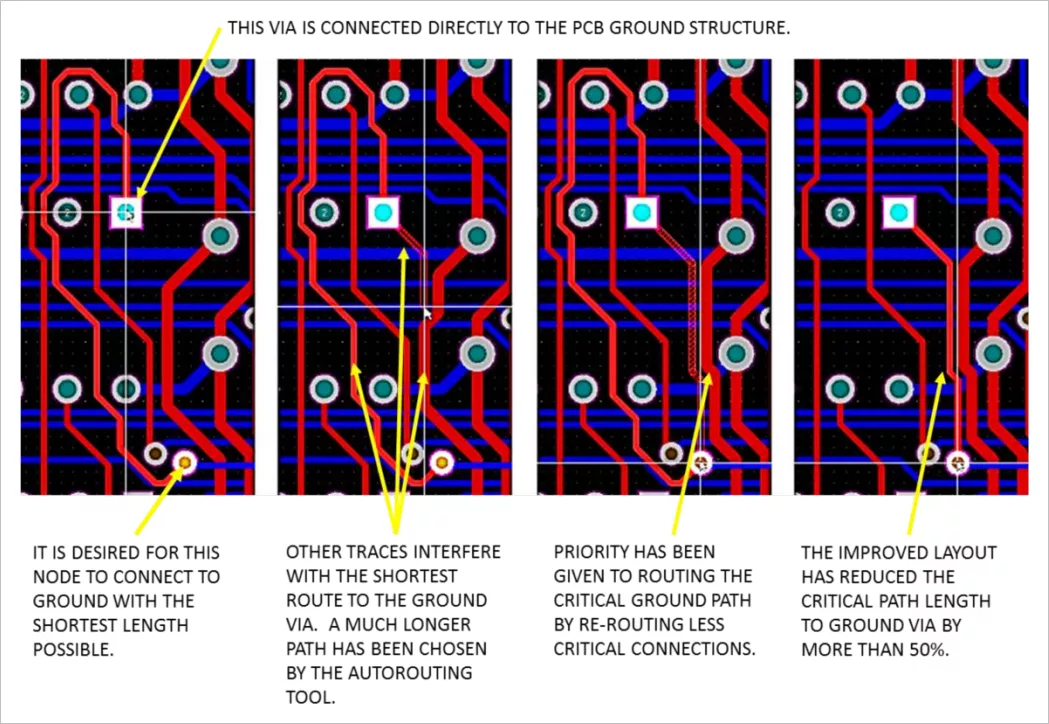 THIS VIA IS CONNECTED DIRECTLY TO THE PCB GROUND STRUCTURE.
2
2
2
2
IT IS DESIRED FOR THIS
NODE TO CONNECT TO
GROUND WITH THE
SHORTEST LENGTH
POSSIBLE.
OTHER TRACES INTERFERE
WITH THE SHORTEST
ROUTE TO THE GROUND
VIA.  A MUCH LONGER
PATH HAS BEEN CHOSEN
BY THE AUTOROUTING
TOOL.
PRIORITY HAS BEEN
GIVEN TO ROUTING THE
CRITICAL GROUND PATH
BY RE-ROUTING LESS
CRITICAL CONNECTIONS.
THE IMPROVED LAYOUT
HAS REDUCED THE
CRITICAL PATH LENGTH
TO GROUND VIA BY
MORE THAN 50%.